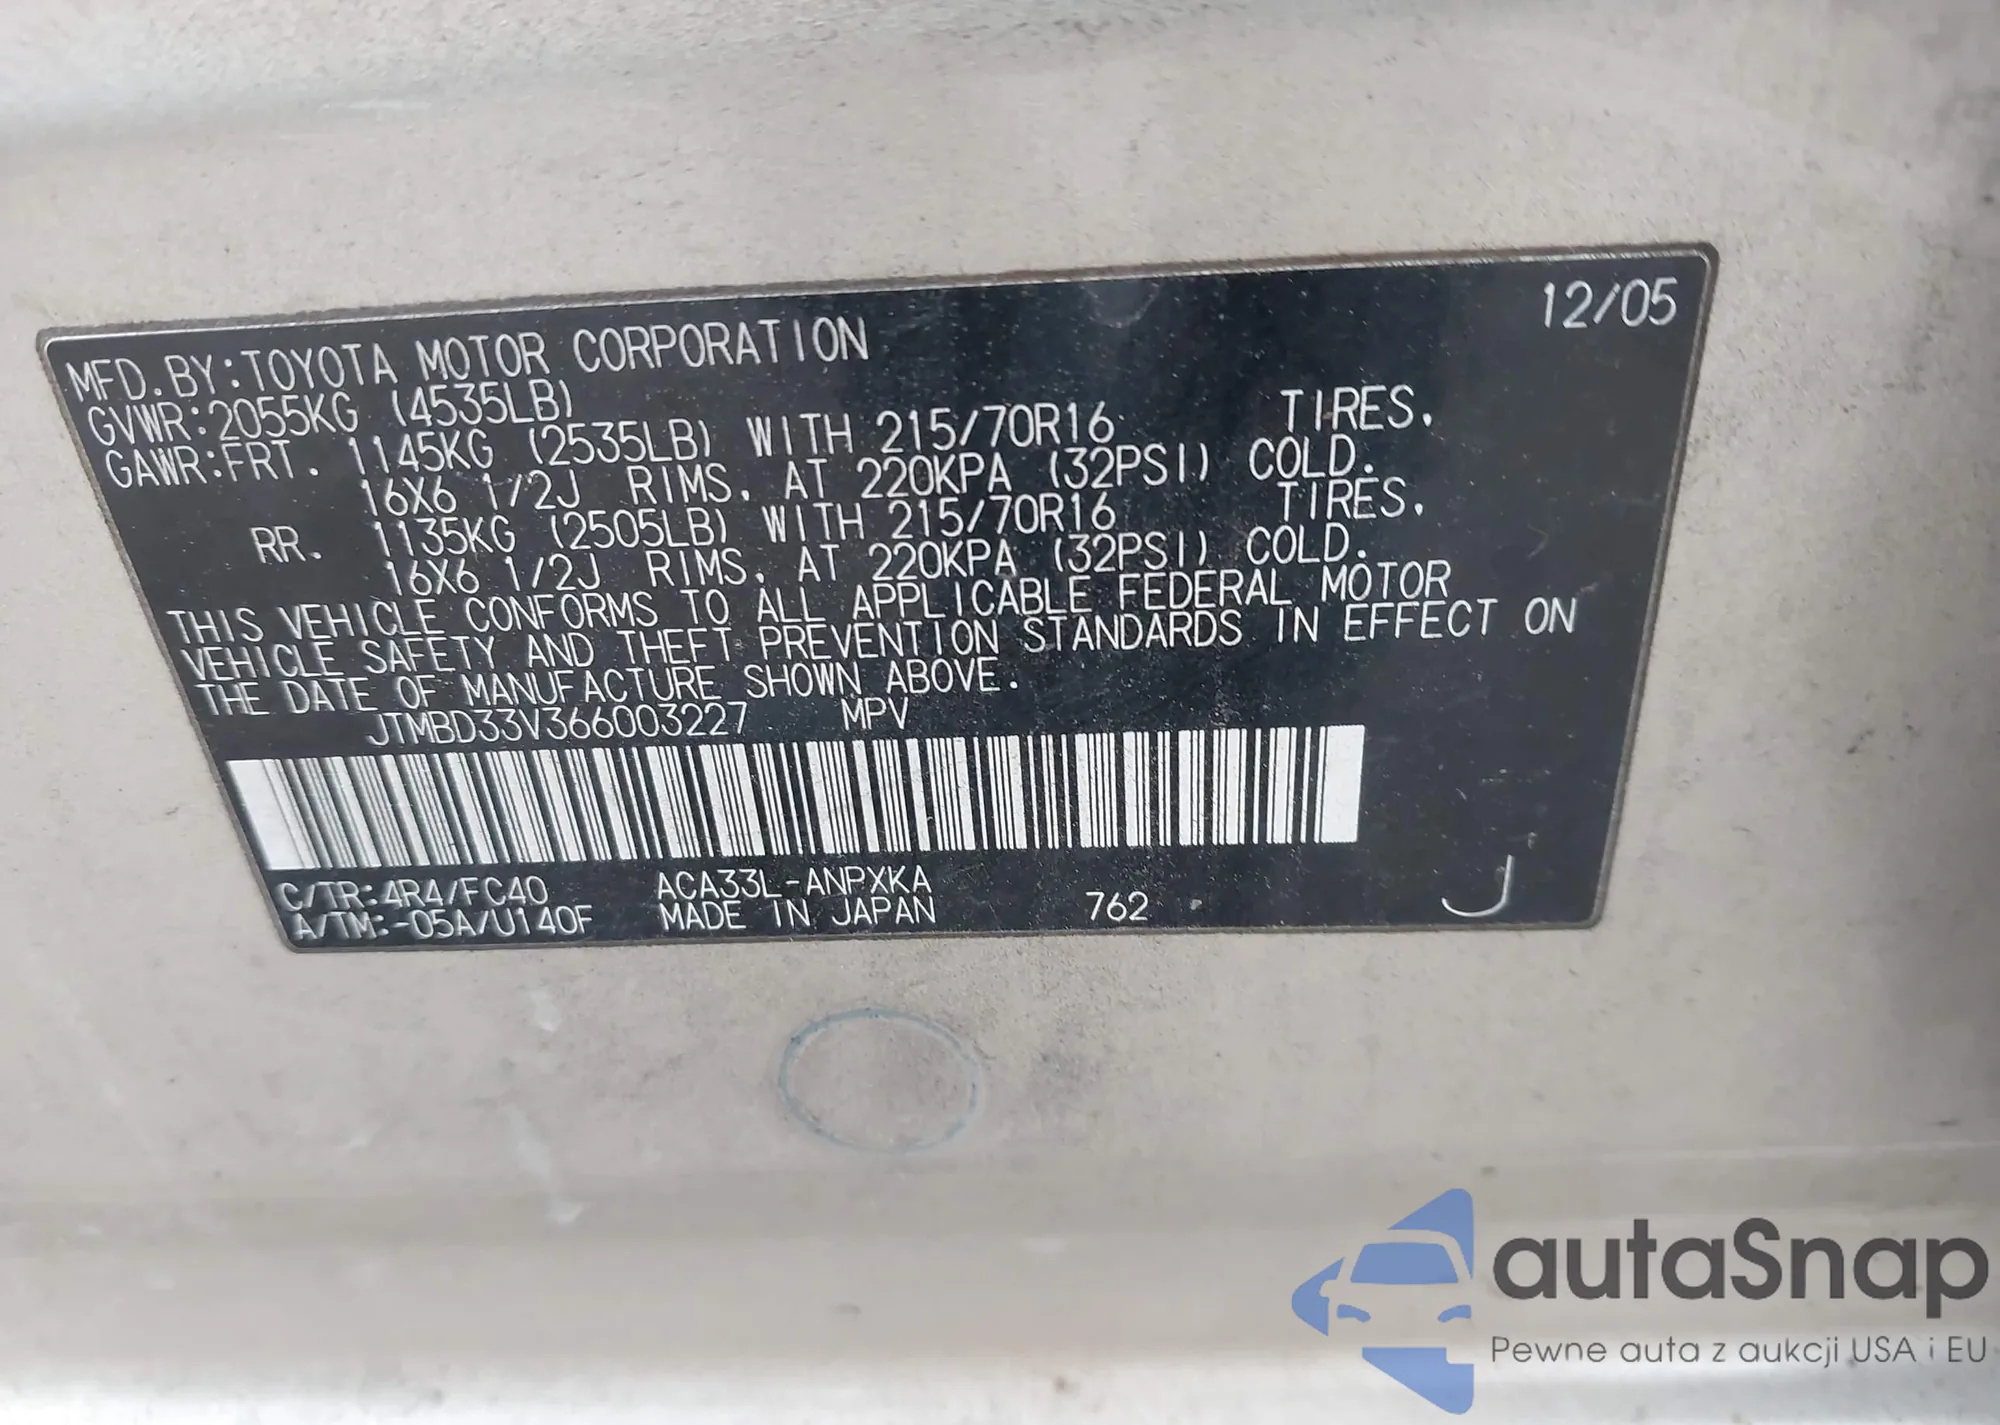 12/05
MFD.BY:TOYOTA MOTOR CORPORATION
GVWR:2055KG (4535LB)
GAWR:FRT. 1145KG (2535LB) WITH 215/70R16 TIRES,
16X6 1/2J RIMS, AT 220KPA (32PSI) COLD.
RR. 1135KG (2505LB) WITH 215/70R16 TIRES,
16X6 1/2J RIMS, AT 220KPA (32PSI) COLD.
THIS VEHICLE CONFORMS TO ALL APPLICABLE FEDERAL MOTOR
VEHICLE SAFETY AND THEFT PREVENTION STANDARDS IN EFFECT ON
THE DATE OF MANUFACTURE SHOWN ABOVE.
JTMBD33V366003227 MPV
C/TR:4R4/FC40 ACA33L-ANPXKA
A/TM:-05A/U140F MADE IN JAPAN 762 J
autaSnap
Pewne auta z aukcji USA i EU